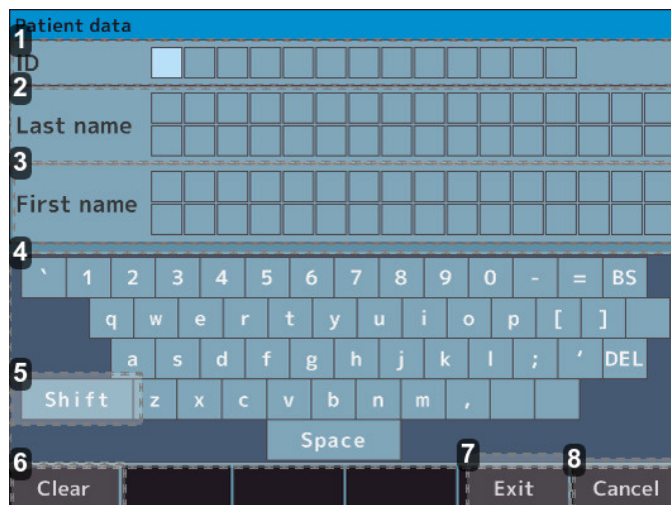 Patient data
1
ID
2
Last name
3
First name
4
` 1 2 3 4 5 6 7 8 9 0 - = BS
q w e r t y u i o p [ ]
a s d f g h j k l ; ‘ DEL
5
Shift z x c v b n m ,
Space
6 7 8
Clear Exit Cancel